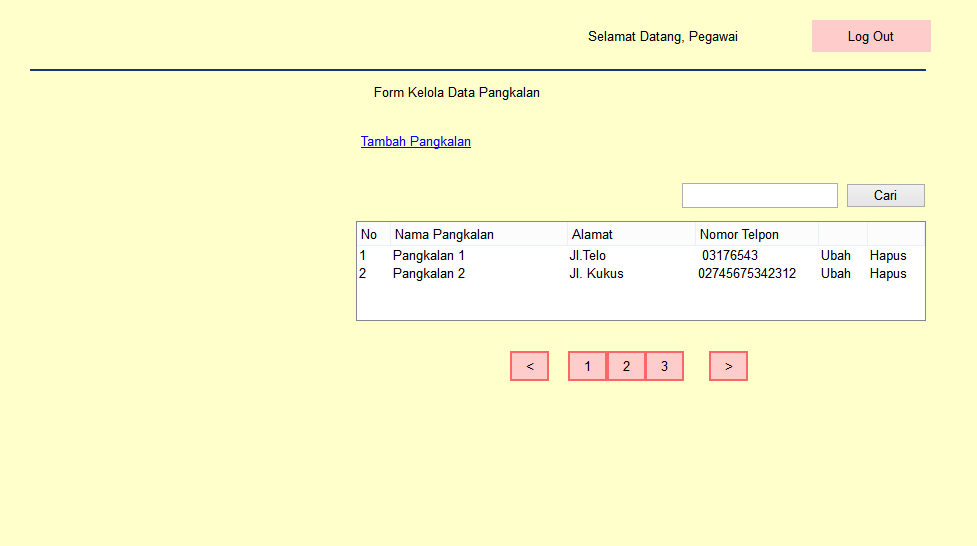 Selamat Datang, Pegawai Log Out
Form Kelola Data Pangkalan
Tambah Pangkalan
Cari
No Nama Pangkalan Alamat Nomor Telpon
1 Pangkalan 1 Jl.Telo 03176543 Ubah Hapus
2 Pangkalan 2 Jl. Kukus 02745675342312 Ubah Hapus
< 1 2 3 >